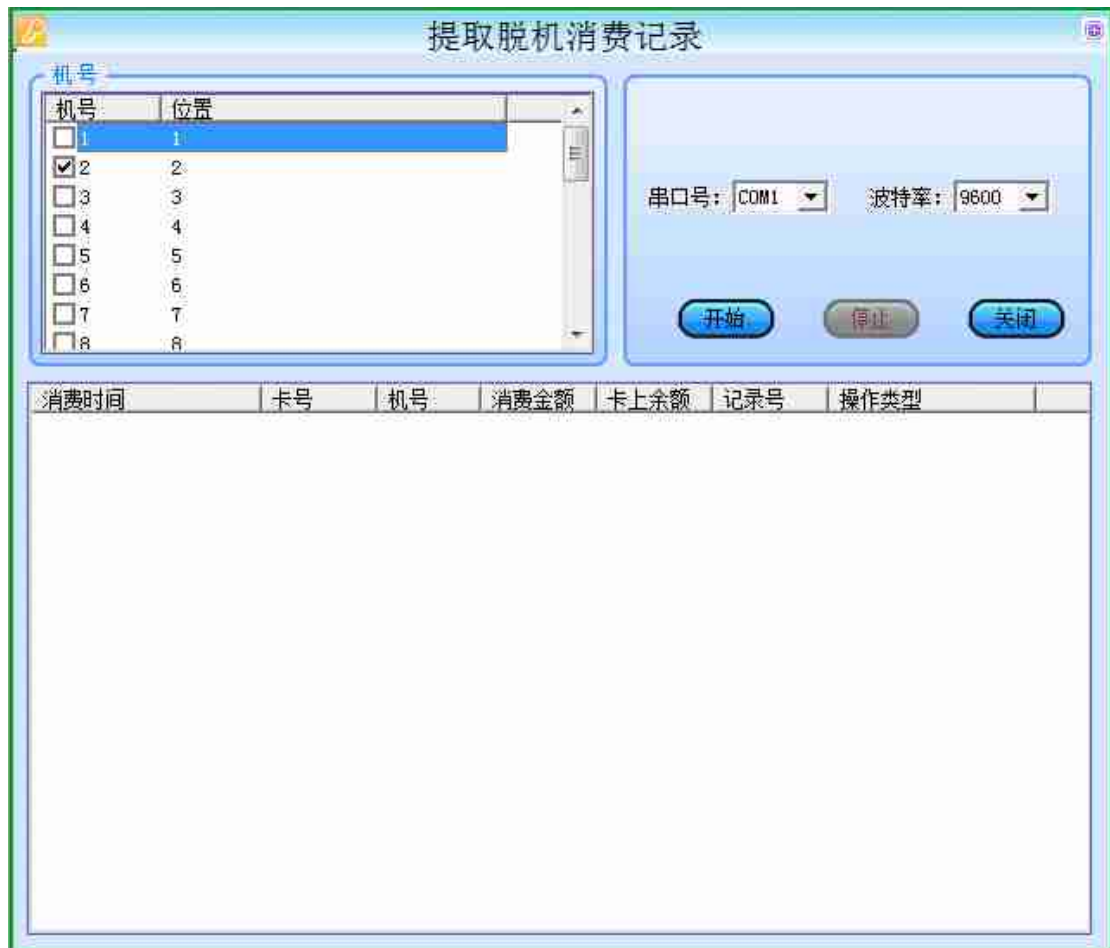 提取脱机消费记录
机号
机号 位置
1 1
2 2
3 3
4 4
5 5
6 6
7 7
8 8
串口号: COM1 波特率: 9600
开始 停止 关闭
消费时间 卡号 机号 消费金额 卡上余额 记录号 操作类型